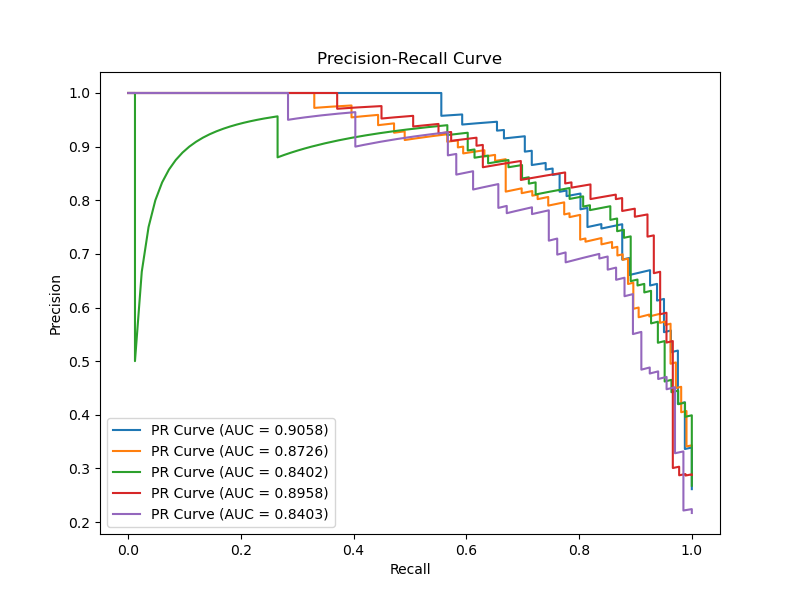 Precision-Recall Curve
1.0
0.9
0.8
0.7
0.6
0.5
0.4
0.3
0.2
Precision
PR Curve (AUC = 0.9058)
PR Curve (AUC = 0.8726)
PR Curve (AUC = 0.8402)
PR Curve (AUC = 0.8958)
PR Curve (AUC = 0.8403)
0.0 0.2 0.4 0.6 0.8 1.0
Recall